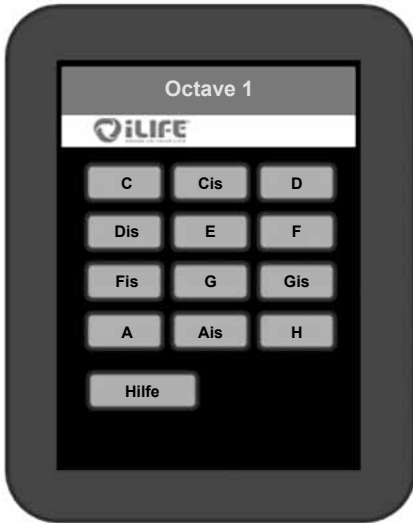 Octave 1
iLIFE
C Cis D
Dis E F
Fis G Gis
A Ais H
Hilfe